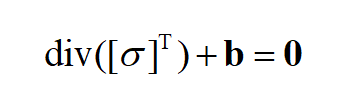 div([σ]ᵀ) + b = 0